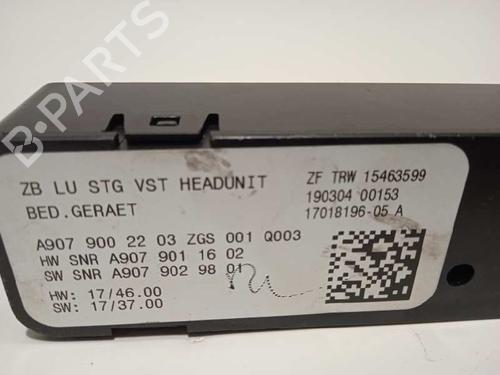 ZB LU STG VST HEADUNIT
BED.GERAET
A907 900 22 03 ZGS 001 Q003
HW SNR A907 901 16 02
SW SNR A907 902 98 01
HW: 17/46.00
SW: 17/37.00
ZF TRW 15463599
190304 00153
17018196-05 A
B-PARTS